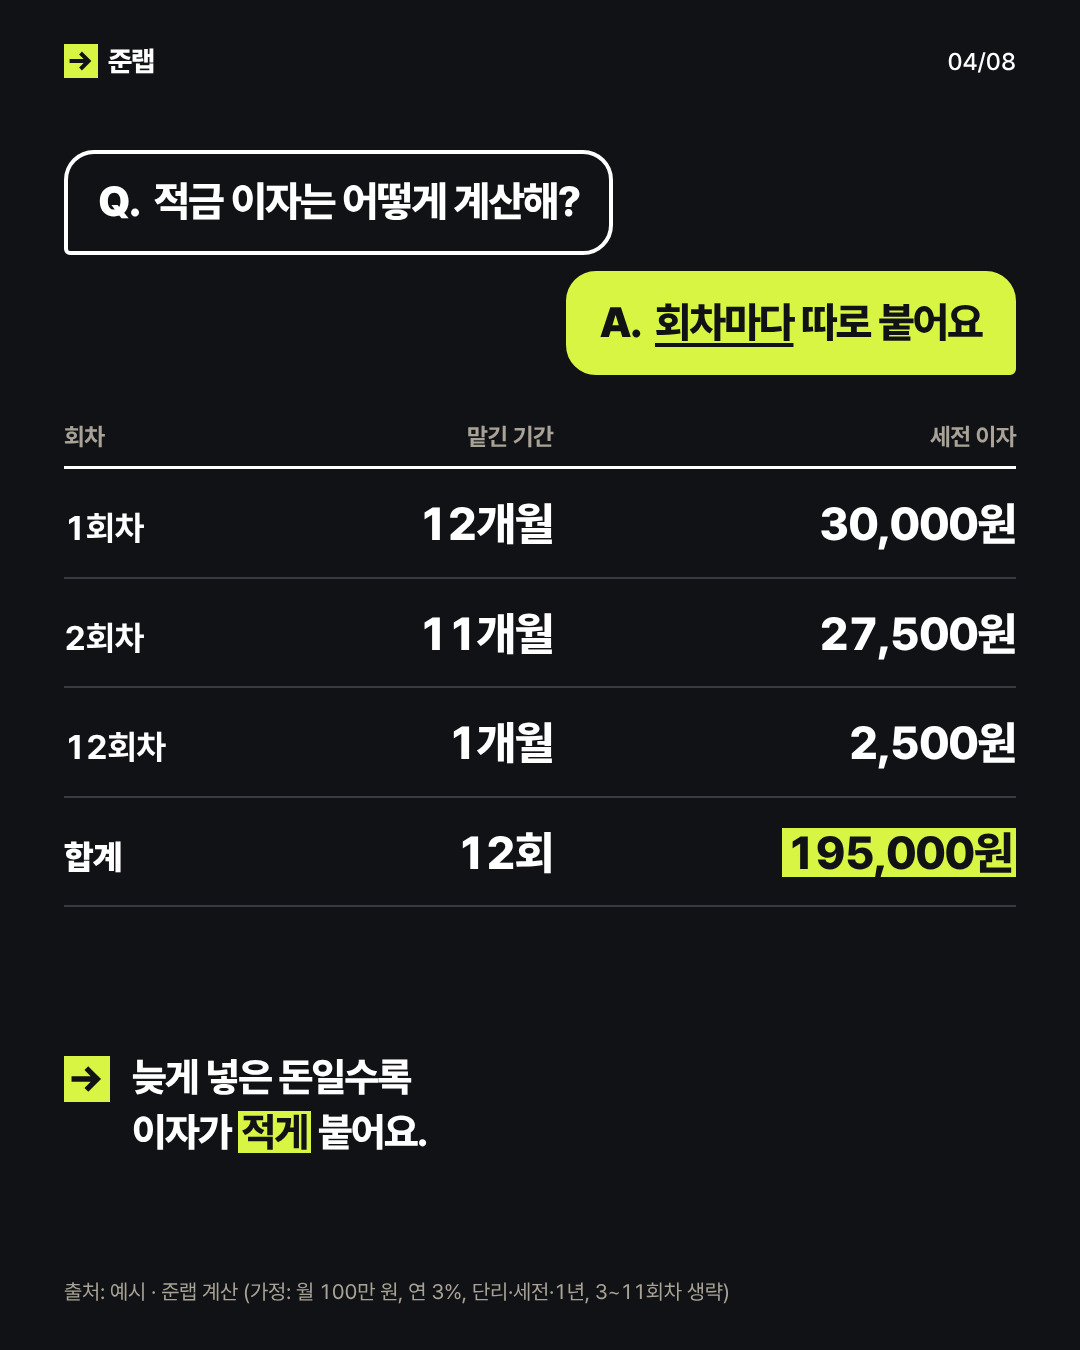 준랩
04/08
Q. 적금 이자는 어떻게 계산해?
A. 회차마다 따로 붙어요
회차 맡긴 기간 세전 이자
1회차 12개월 30,000원
2회차 11개월 27,500원
12회차 1개월 2,500원
합계 12회 195,000원
늦게 넣은 돈일수록
이자가 적게 붙어요.
출처: 예시 · 준랩 계산 (가정: 월 100만 원, 연 3%, 단리·세전·1년, 3~11회차 생략)